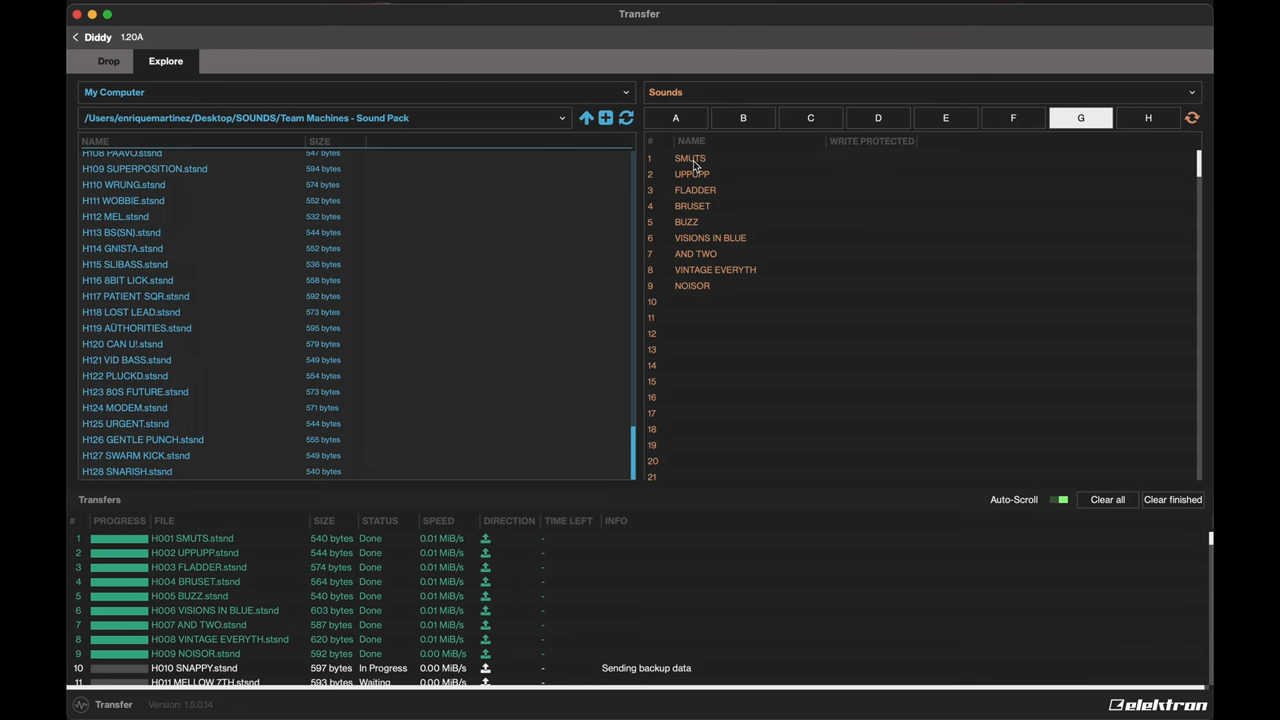 Transfer
Diddy 1.20A
Drop Explore
My Computer
/Users/enriquemartinez/Desktop/SOUNDS/Team Machines - Sound Pack
NAME SIZE
H108 PAAVO.stsnd 547 bytes
H109 SUPERPOSITION.stsnd 594 bytes
H110 WRUNG.stsnd 574 bytes
H111 WOBBIE.stsnd 552 bytes
H112 MEL.stsnd 532 bytes
H113 BS(SN).stsnd 544 bytes
H114 GNISTA.stsnd 552 bytes
H115 SLIBASS.stsnd 536 bytes
H116 8BIT LICK.stsnd 558 bytes
H117 PATIENT SQR.stsnd 592 bytes
H118 LOST LEAD.stsnd 573 bytes
H119 AÜTHORITIES.stsnd 595 bytes
H120 CAN U!.stsnd 579 bytes
H121 VID BASS.stsnd 549 bytes
H122 PLUCKD.stsnd 546 bytes
H123 80S FUTURE.stsnd 573 bytes
H124 MODEM.stsnd 571 bytes
H125 URGENT.stsnd 544 bytes
H126 GENTLE PUNCH.stsnd 555 bytes
H127 SWARM KICK.stsnd 549 bytes
H128 SNARISH.stsnd 540 bytes
Sounds
A B C D E F G H
# NAME WRITE PROTECTED
1 SMUTS
2 UPPUPP
3 FLADDER
4 BRUSET
5 BUZZ
6 VISIONS IN BLUE
7 AND TWO
8 VINTAGE EVERYTH
9 NOISOR
10
11
12
13
14
15
16
17
18
19
20
21
Transfers Auto-Scroll Clear all Clear finished
# PROGRESS FILE SIZE STATUS SPEED DIRECTION TIME LEFT INFO
1 H001 SMUTS.stsnd 540 bytes Done 0.01 MiB/s -
2 H002 UPPUPP.stsnd 544 bytes Done 0.01 MiB/s -
3 H003 FLADDER.stsnd 574 bytes Done 0.01 MiB/s -
4 H004 BRUSET.stsnd 564 bytes Done 0.01 MiB/s -
5 H005 BUZZ.stsnd 540 bytes Done 0.01 MiB/s -
6 H006 VISIONS IN BLUE.stsnd 603 bytes Done 0.01 MiB/s -
7 H007 AND TWO.stsnd 587 bytes Done 0.01 MiB/s -
8 H008 VINTAGE EVERYTH.stsnd 620 bytes Done 0.01 MiB/s -
9 H009 NOISOR.stsnd 592 bytes Done 0.00 MiB/s -
10 H010 SNAPPY.stsnd 597 bytes In Progress 0.00 MiB/s - Sending backup data
11 H011 MELLOW 7TH.stsnd 593 bytes Waiting 0.00 MiB/s -
Transfer Version: 1.5.0.14 elektron